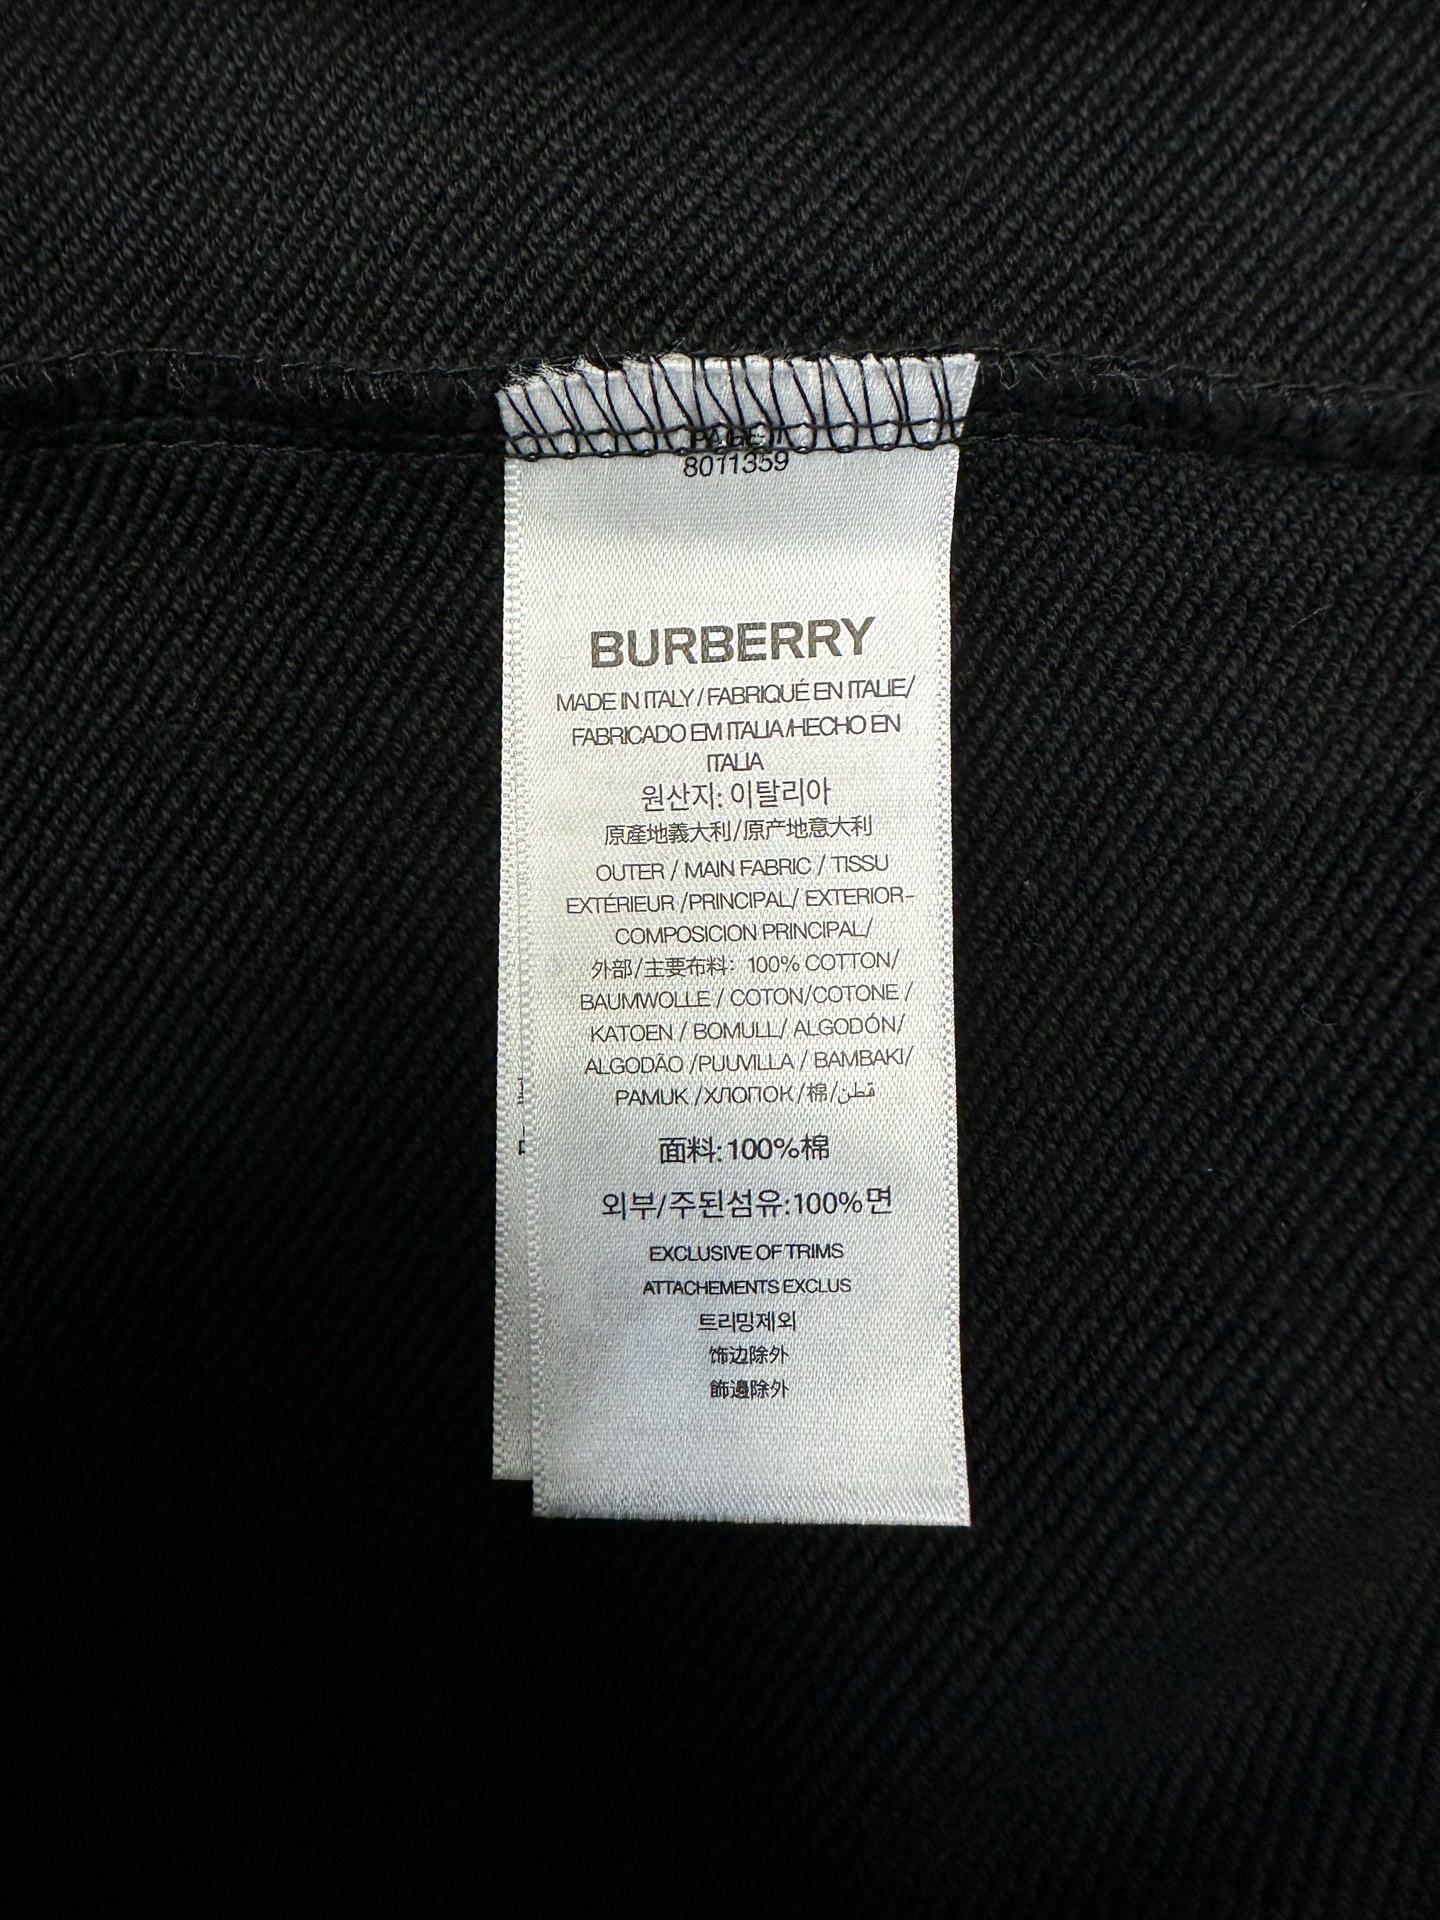 PAGE-1
8011359
BURBERRY
MADE IN ITALY / FABRIQUÉ EN ITALIE/
FABRICADO EM ITALIA/HECHO EN
ITALIA
원산지: 이탈리아
原產地義大利/原产地意大利
OUTER / MAIN FABRIC / TISSU
EXTÉRIEUR /PRINCIPAL/ EXTERIOR-
COMPOSICION PRINCIPAL/
外部/主要布料: 100% COTTON/
BAUMWOLLE / COTON/COTONE /
KATOEN / BOMULL/ ALGODÓN/
ALGODÃO /PUUVILLA / BAMBAKI/
PAMUK /ХЛОПОК/棉/قطن
面料: 100%棉
외부/주된섬유:100%면
EXCLUSIVE OF TRIMS
ATTACHEMENTS EXCLUS
트리밍제외
饰边除外
飾邊除外